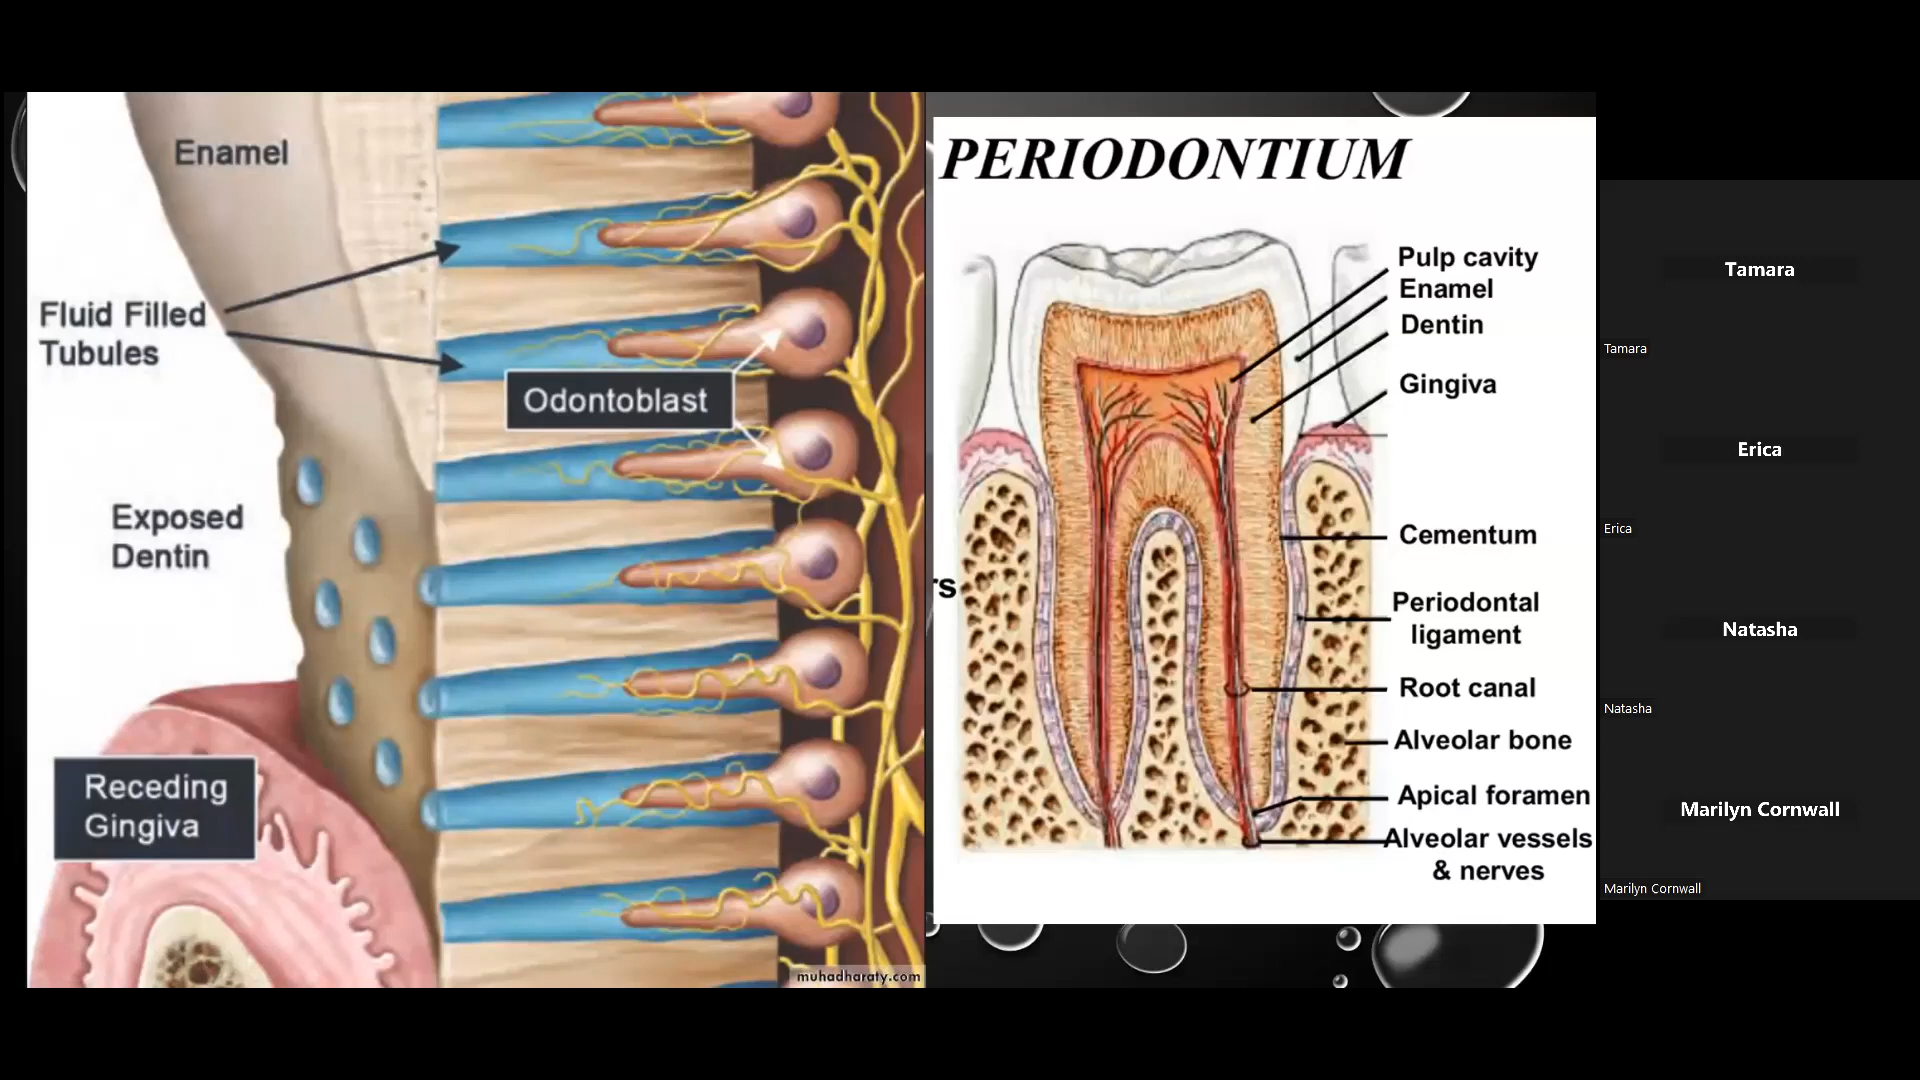 Enamel
Fluid Filled
Tubules
Odontoblast
Exposed
Dentin
Receding
Gingiva
muhadharaty.com
rs
PERIODONTIUM
Pulp cavity
Enamel
Dentin
Gingiva
Cementum
Periodontal
ligament
Root canal
Alveolar bone
Apical foramen
Alveolar vessels
& nerves
Tamara
Tamara
Erica
Erica
Natasha
Natasha
Marilyn Cornwall
Marilyn Cornwall